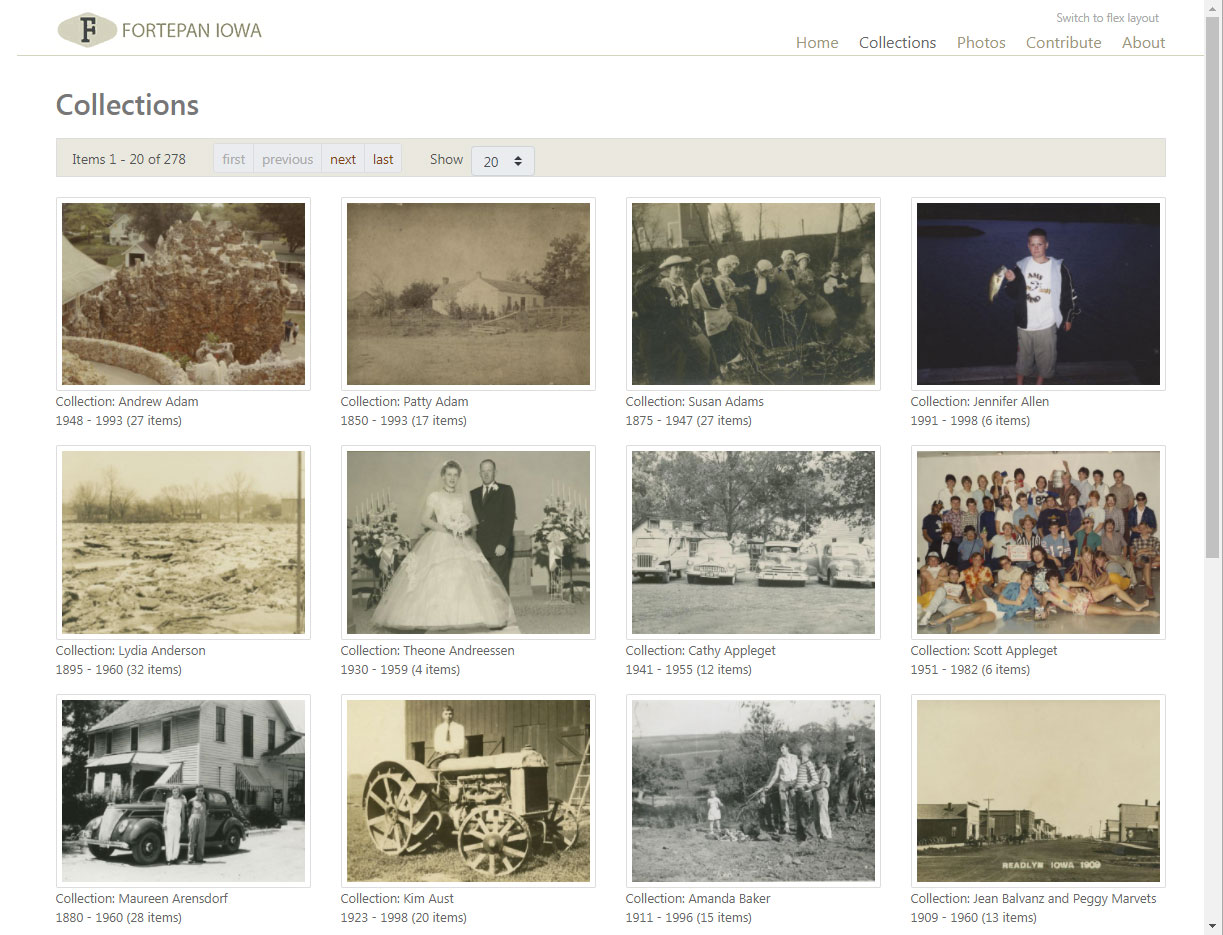 F FORTEPAN IOWA
Switch to flex layout
Home Collections Photos Contribute About
Collections
Items 1 - 20 of 278 first previous next last Show 20
Collection: Andrew Adam
1948 - 1993 (27 items)
Collection: Patty Adam
1850 - 1993 (17 items)
Collection: Susan Adams
1875 - 1947 (27 items)
Collection: Jennifer Allen
1991 - 1998 (6 items)
Collection: Lydia Anderson
1895 - 1960 (32 items)
Collection: Theone Andreessen
1930 - 1959 (4 items)
Collection: Cathy Appleget
1941 - 1955 (12 items)
Collection: Scott Appleget
1951 - 1982 (6 items)
READLYN IOWA 1909
Collection: Maureen Arensdorf
1880 - 1960 (28 items)
Collection: Kim Aust
1923 - 1998 (20 items)
Collection: Amanda Baker
1911 - 1996 (15 items)
Collection: Jean Balvanz and Peggy Marvets
1909 - 1960 (13 items)